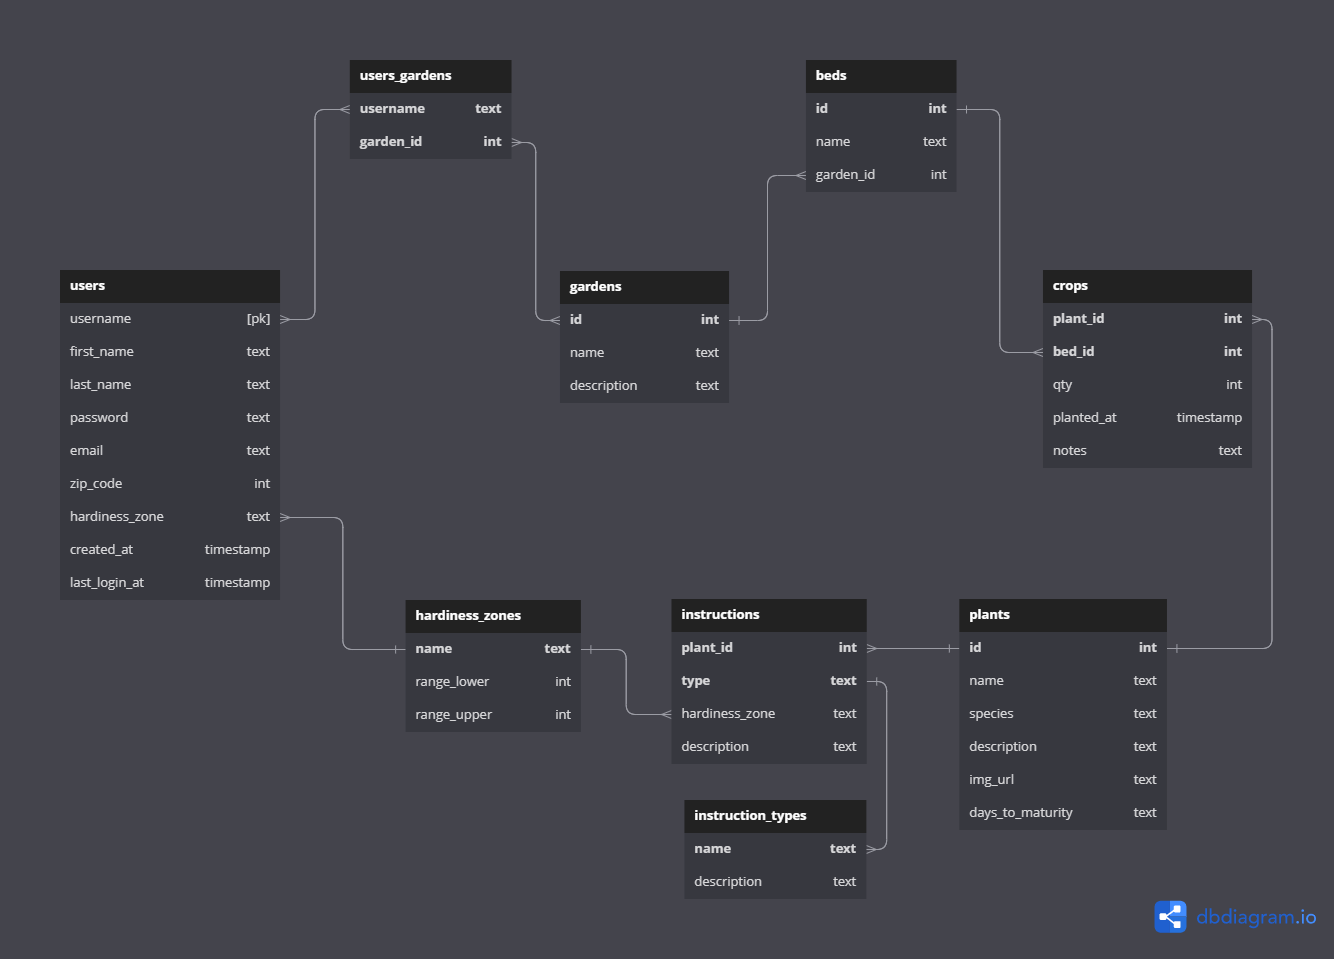 users_gardens
username text
garden_id int
beds
id int
name text
garden_id int
users
username [pk]
first_name text
last_name text
password text
email text
zip_code int
hardiness_zone text
created_at timestamp
last_login_at timestamp
gardens
id int
name text
description text
crops
plant_id int
bed_id int
qty int
planted_at timestamp
notes text
hardiness_zones
name text
range_lower int
range_upper int
instructions
plant_id int
type text
hardiness_zone text
description text
plants
id int
name text
species text
description text
img_url text
days_to_maturity text
instruction_types
name text
description text
dbdiagram.io